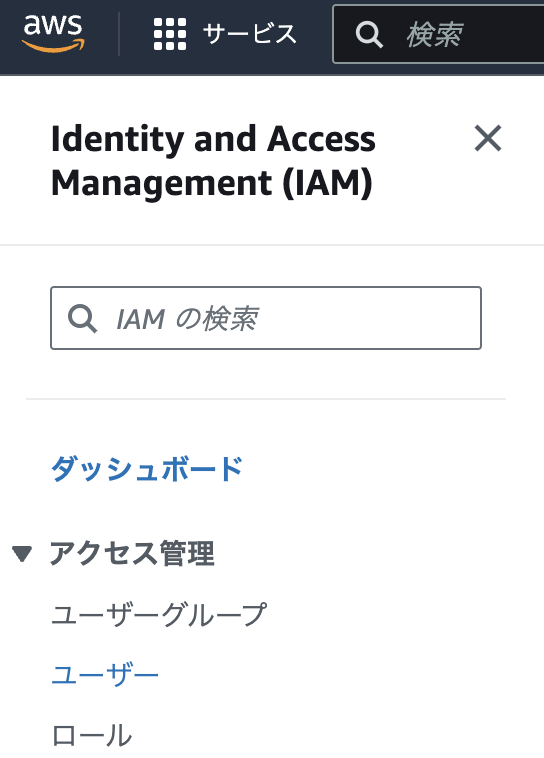 aws
サービス
検索
Identity and Access
Management (IAM)
IAM の検索
ダッシュボード
アクセス管理
ユーザーグループ
ユーザー
ロール